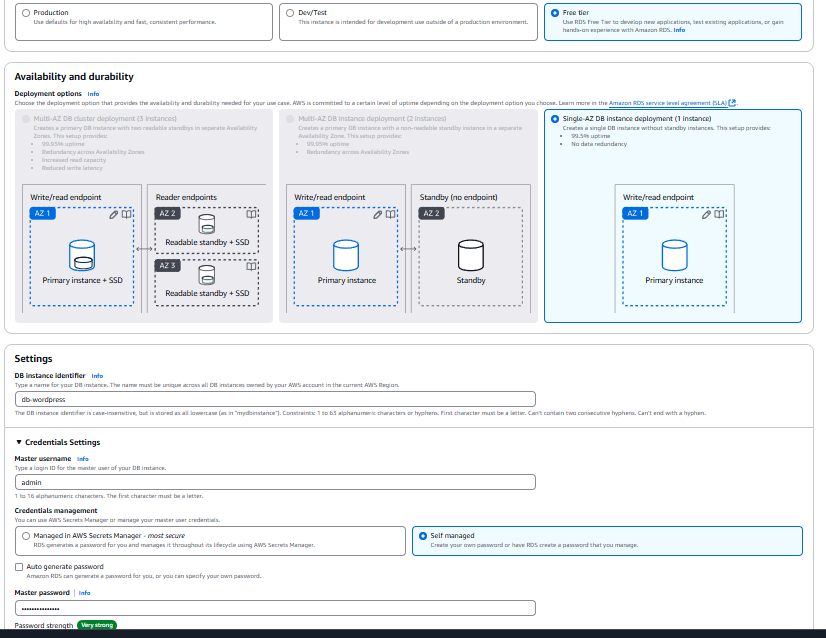 Production
Use defaults for high availability and fast, consistent performance.
Dev/Test
This instance is intended for development use outside of a production environment.
Free tier
Use RDS Free Tier to develop new applications, test existing applications, or gain
hands-on experience with Amazon RDS. Info
Availability and durability
Deployment options Info
Choose the deployment option that provides the availability and durability needed for your use case. AWS is committed to a certain level of uptime depending on the deployment option you choose. Learn more in the Amazon RDS service level agreement (SLA)
Multi-AZ DB cluster deployment (3 instances)
Creates a primary DB instance with two readable standbys in separate Availability
Zones. This setup provides:
• 99.95% uptime
• Redundancy across Availability Zones
• Increased read capacity
• Reduced write latency
Write/read endpoint
AZ 1
Primary instance + SSD
Reader endpoints
AZ 2
Readable standby + SSD
AZ 3
Readable standby + SSD
Multi-AZ DB instance deployment (2 instances)
Creates a primary DB instance with a non-readable standby instance in a separate
Availability Zone. This setup provides:
• 99.95% uptime
• Redundancy across Availability Zones
Write/read endpoint
AZ 1
Primary instance
Standby (no endpoint)
AZ 2
Standby
Single-AZ DB instance deployment (1 instance)
Creates a single DB instance without standby instances. This setup provides:
• 99.5% uptime
• No data redundancy
Write/read endpoint
AZ 1
Primary instance
Settings
DB instance identifier Info
Type a name for your DB instance. The name must be unique across all DB instances owned by your AWS account in the current AWS Region.
db-wordpress
The DB instance identifier is case-insensitive, but is stored as all lowercase (as in "mydbinstance"). Constraints: 1 to 63 alphanumeric characters or hyphens. First character must be a letter. Can't contain two consecutive hyphens. Can't end with a hyphen.
▼ Credentials Settings
Master username Info
Type a login ID for the master user of your DB instance.
admin
1 to 16 alphanumeric characters. The first character must be a letter.
Credentials management
You can use AWS Secrets Manager or manage your master user credentials.
Managed in AWS Secrets Manager - most secure
RDS generates a password for you and manages it throughout its lifecycle using AWS Secrets Manager.
Self managed
Create your own password or have RDS create a password that you manage.
Auto generate password
Amazon RDS can generate a password for you, or you can specify your own password.
Master password | Info
•••••••••••••••
Password strength Very strong